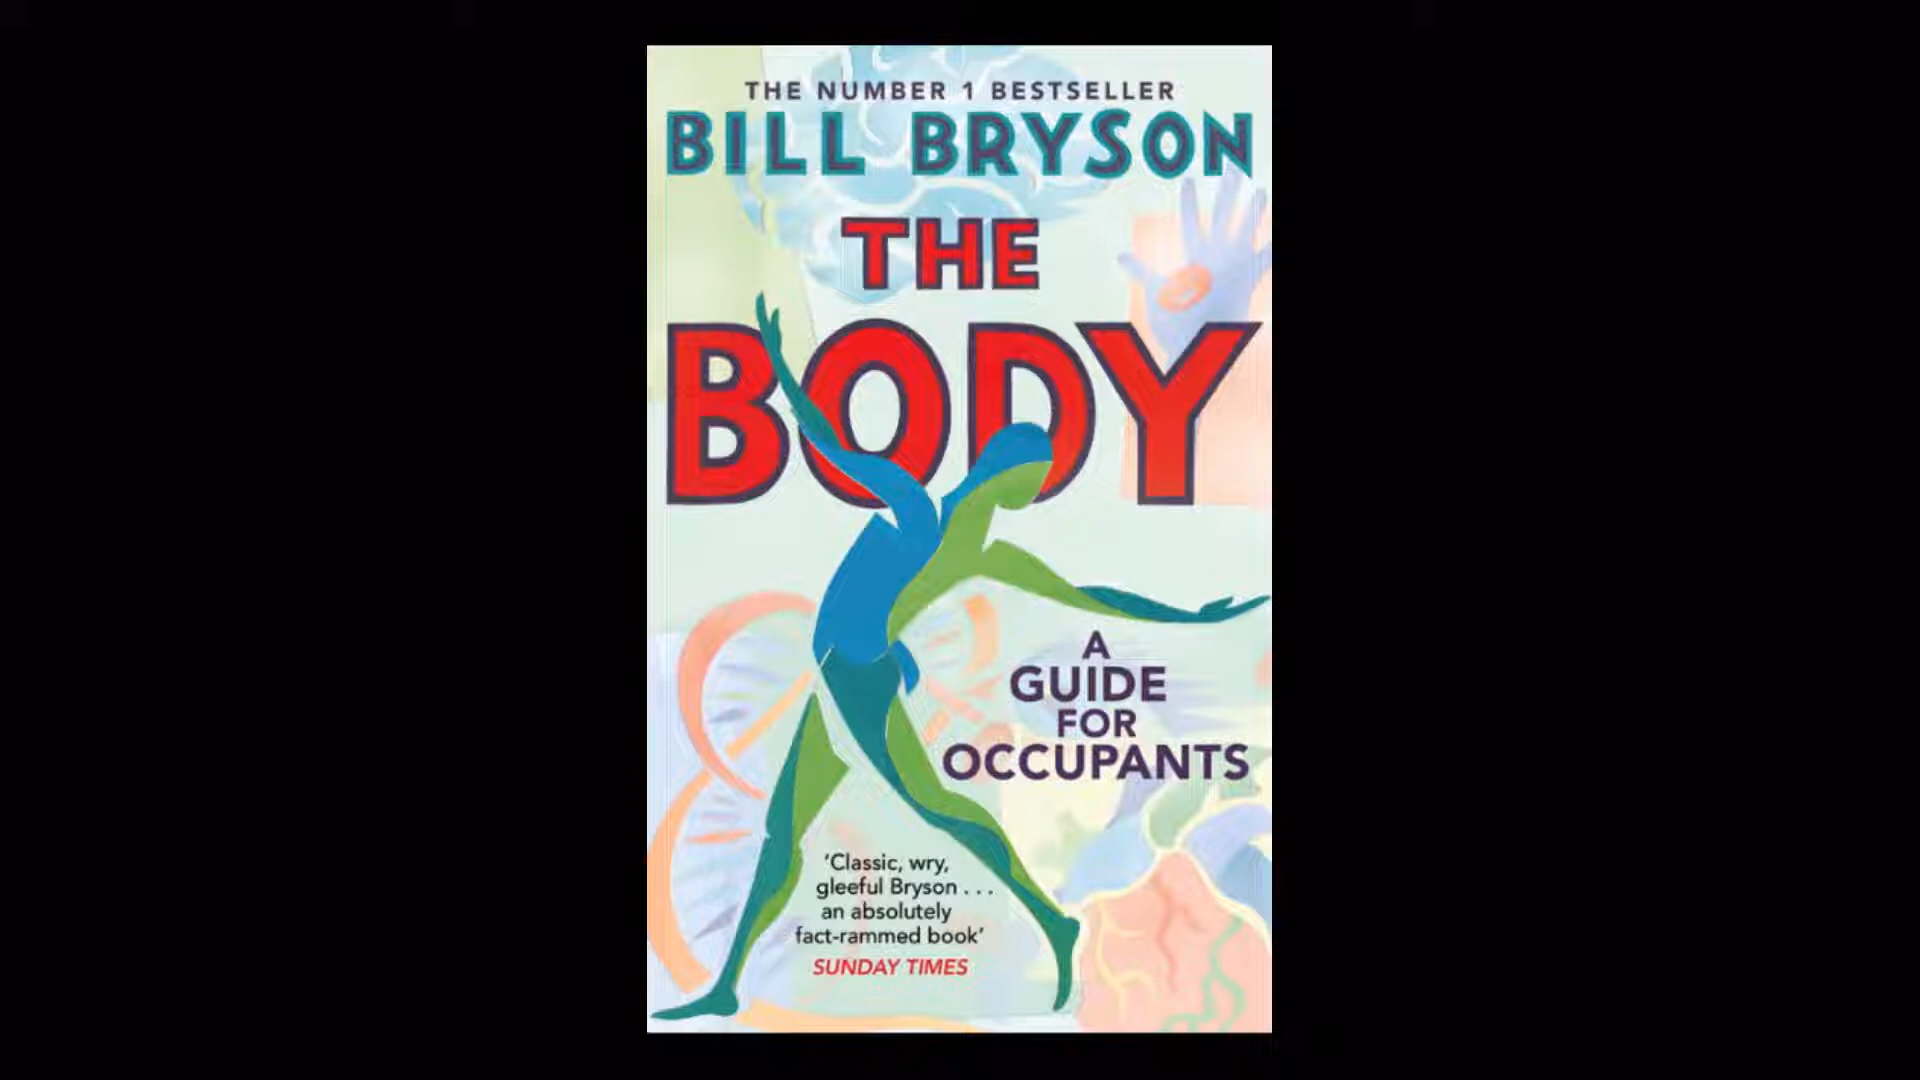 THE NUMBER 1 BESTSELLER
BILL BRYSON
THE
BODY
A
GUIDE
FOR
OCCUPANTS
‘Classic, wry,
gleeful Bryson . . .
an absolutely
fact-rammed book’
SUNDAY TIMES